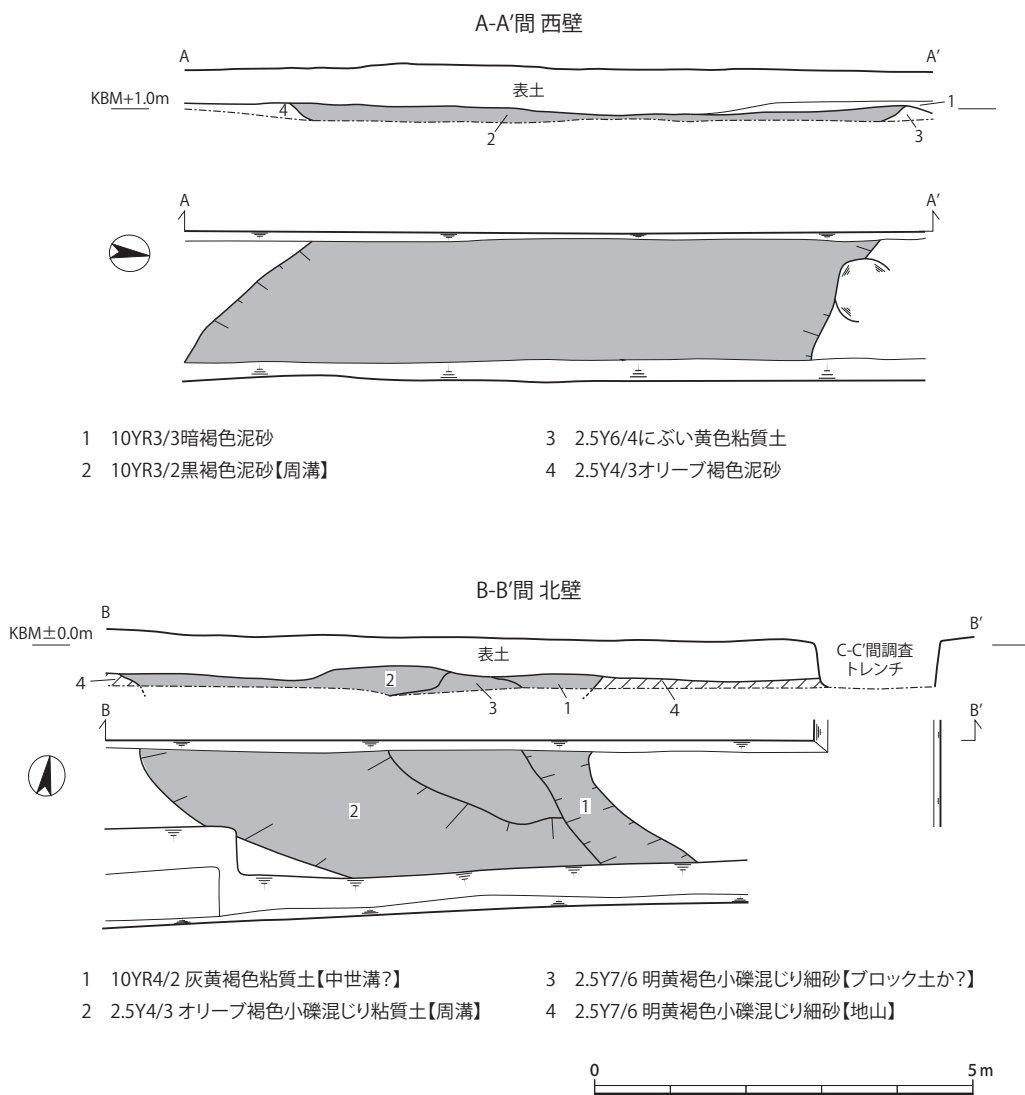 A-A'間 西壁
A A'
表土
KBM+1.0m
4 2 1 3
A A'
1 10YR3/3暗褐色泥砂
2 10YR3/2黒褐色泥砂【周溝】
3 2.5Y6/4にぶい黄色粘質土
4 2.5Y4/3オリーブ褐色泥砂
B-B'間 北壁
B B'
KBM±0.0m
表土
C-C'間調査
トレンチ
4 2 3 1 4
B B'
2 1
1 10YR4/2 灰黄褐色粘質土【中世溝?】
2 2.5Y4/3 オリーブ褐色小礫混じり粘質土【周溝】
3 2.5Y7/6 明黄褐色小礫混じり細砂【ブロック土か?】
4 2.5Y7/6 明黄褐色小礫混じり細砂【地山】
0 5 m